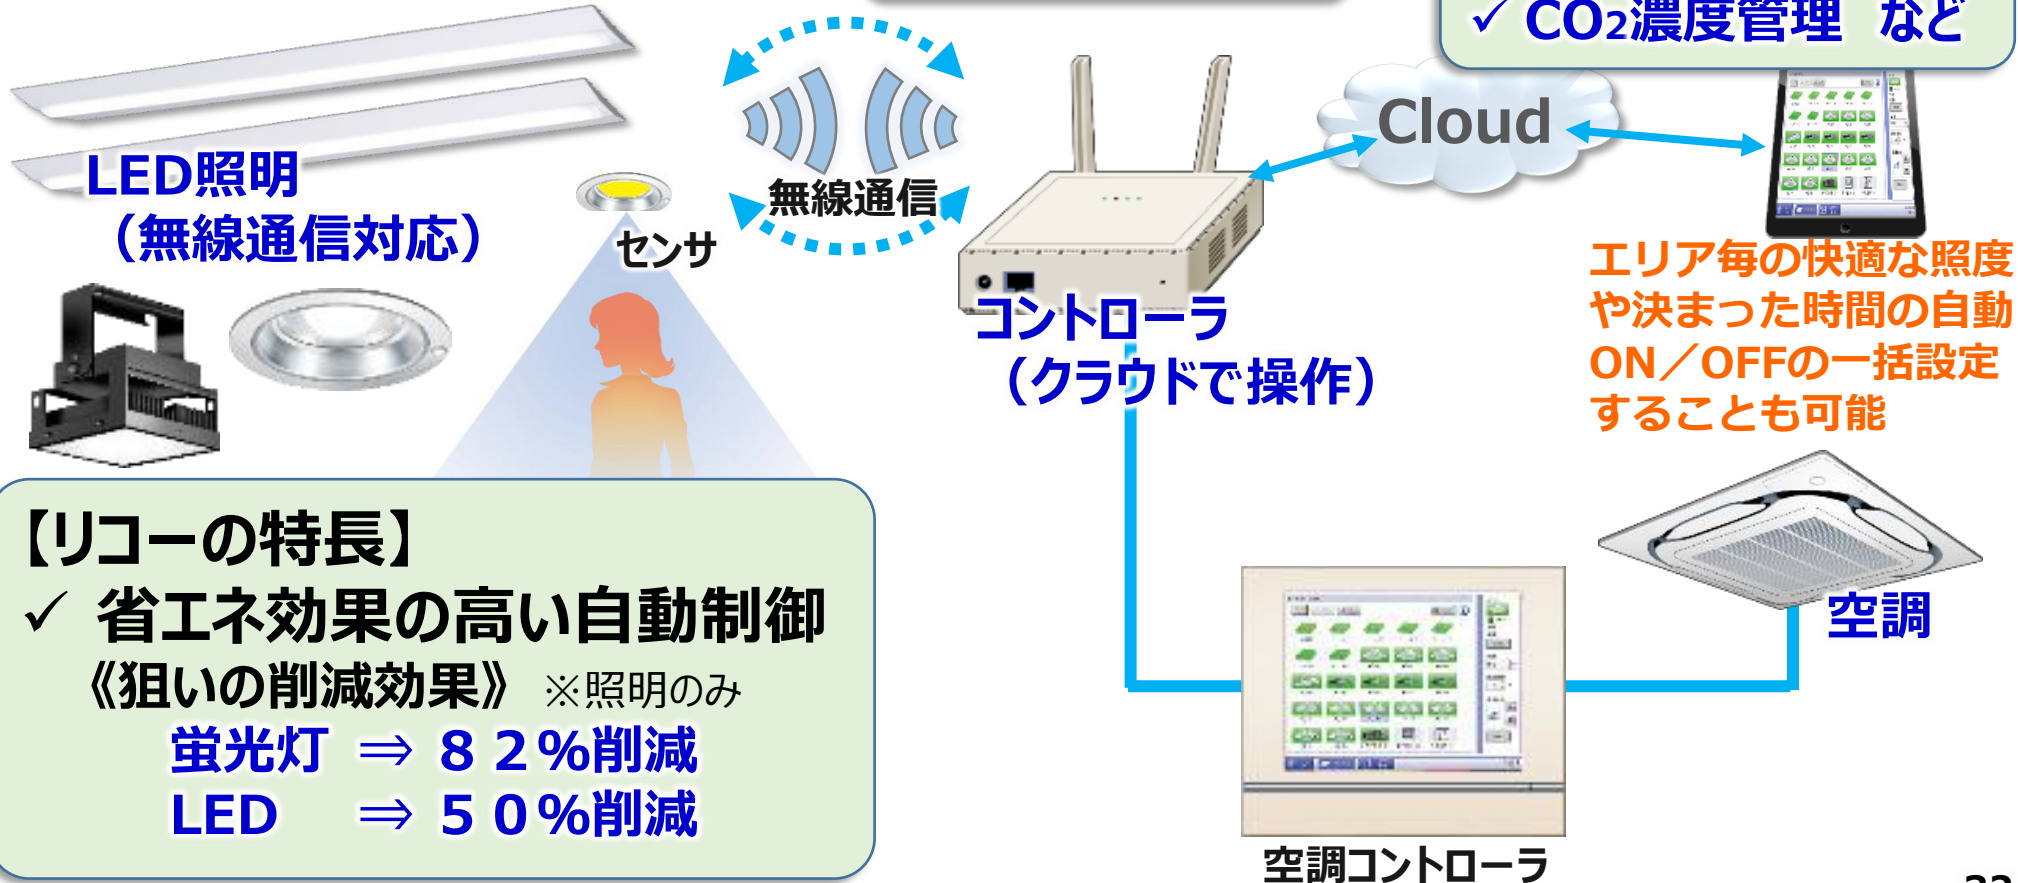 ✓ CO2濃度管理 など
Cloud
LED照明
（無線通信対応）
無線通信
センサ
コントローラ
（クラウドで操作）
エリア毎の快適な照度
や決まった時間の自動
ON／OFFの一括設定
することも可能
【リコーの特長】
✓ 省エネ効果の高い自動制御
《狙いの削減効果》 ※照明のみ
蛍光灯 ⇒ ８２%削減
LED ⇒ ５０%削減
空調
空調コントローラ